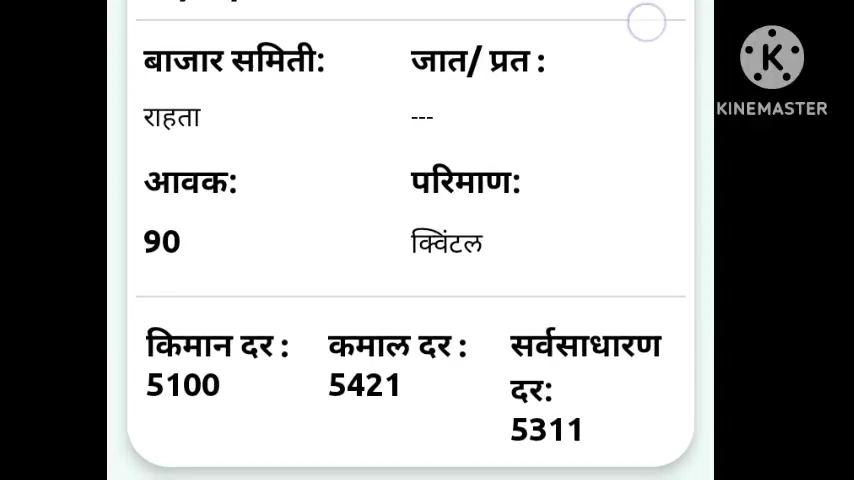 बाजार समिती: जात/ प्रत :
राहता ---
आवक: परिमाण:
90 क्विंटल
किमान दर : कमाल दर : सर्वसाधारण
5100 5421 दर:
5311
KINEMASTER